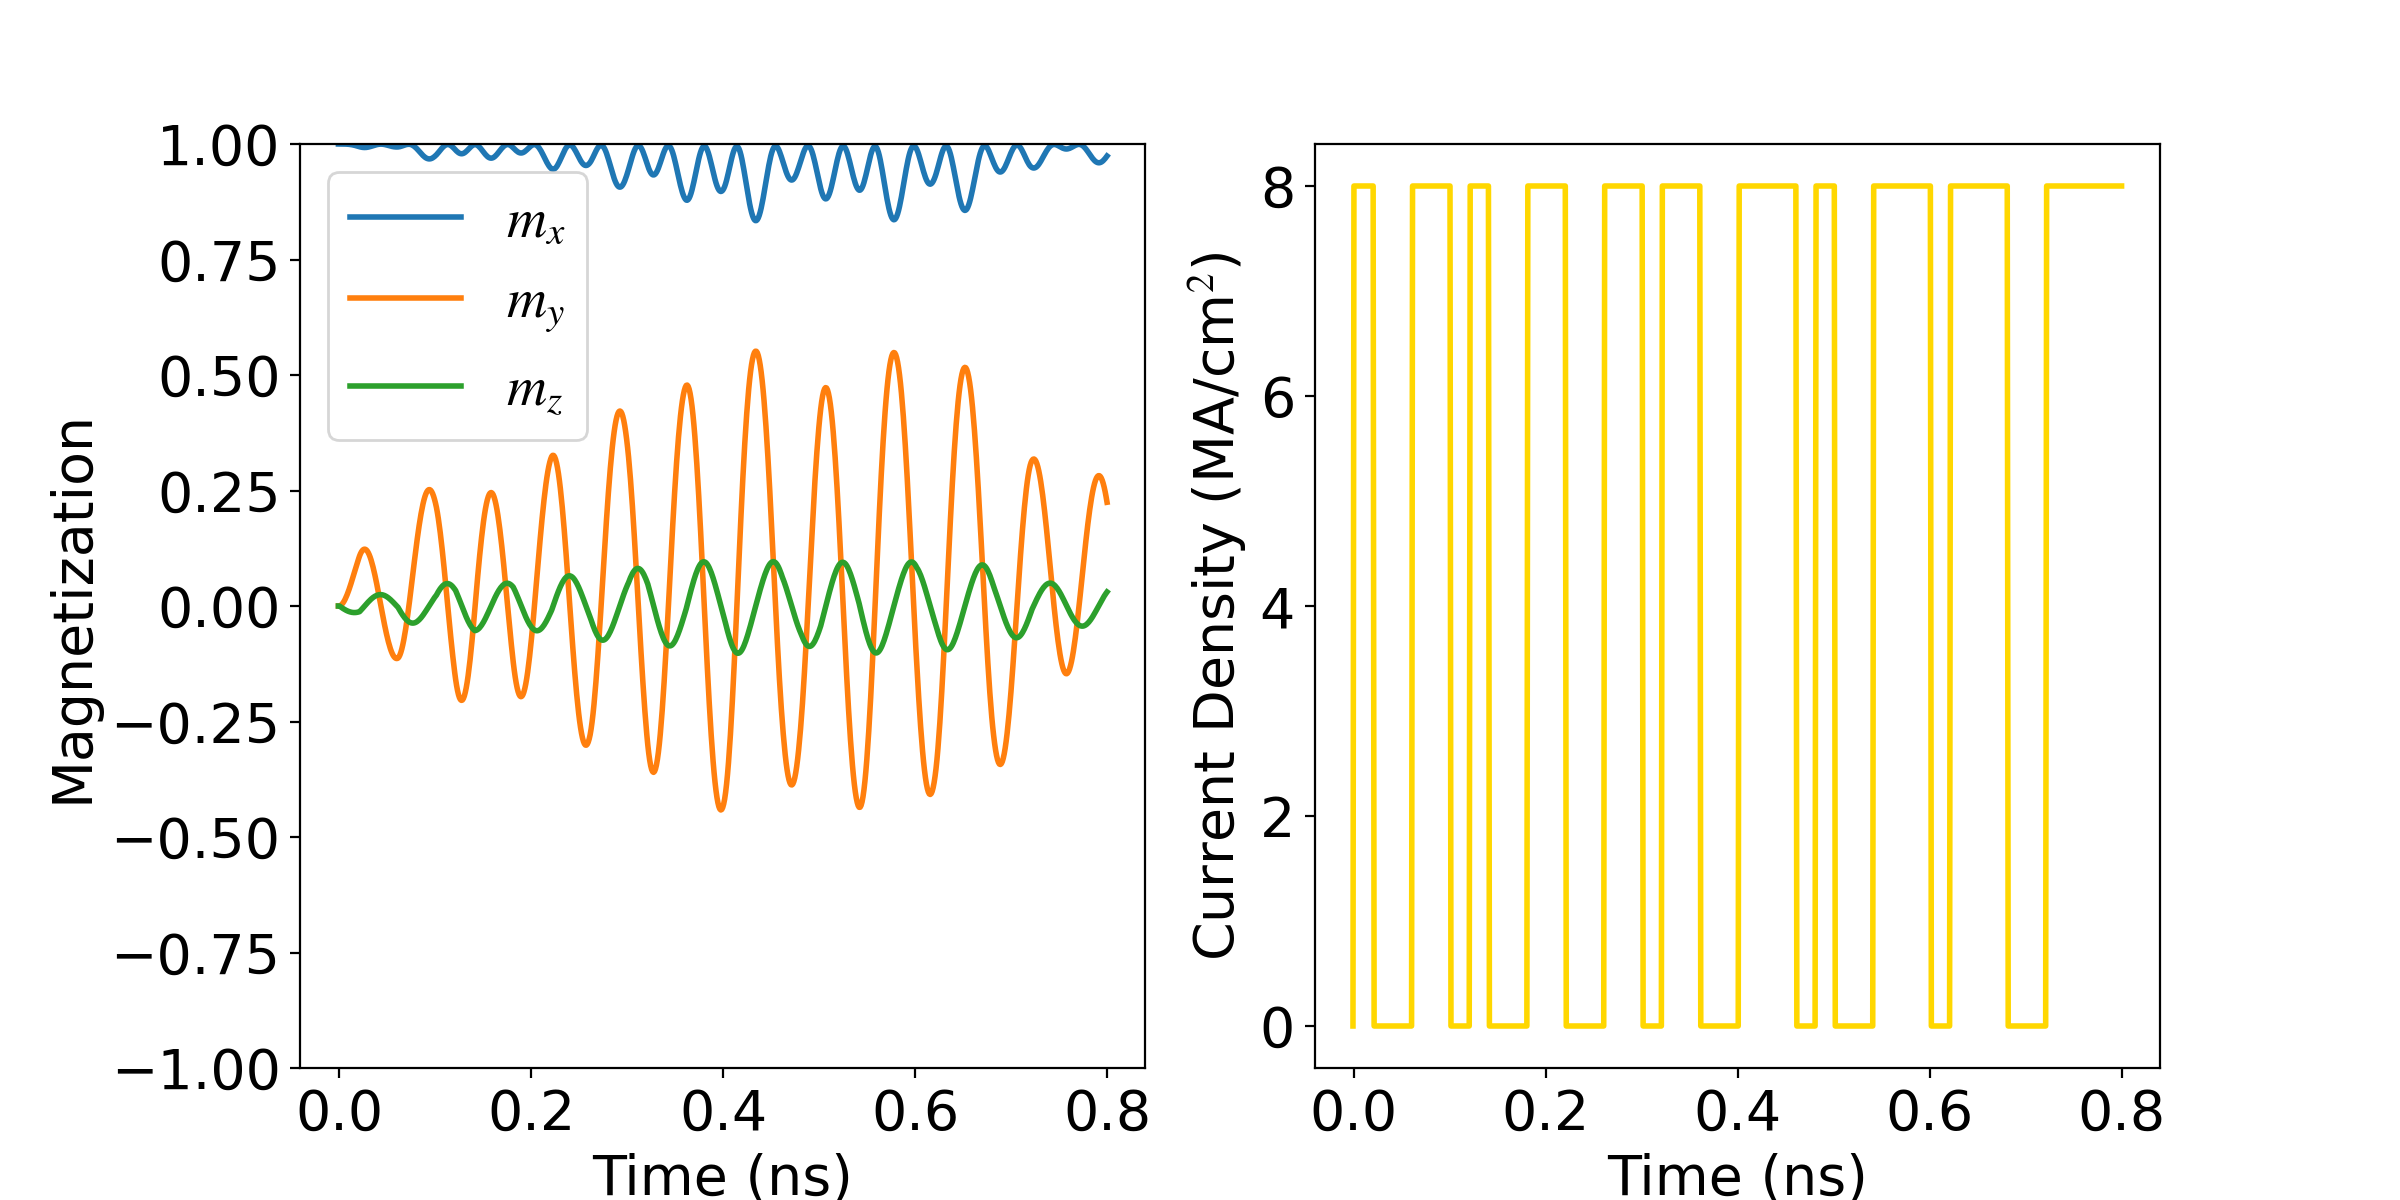 1.00
0.75
0.50
0.25
0.00
−0.25
−0.50
−0.75
−1.00
Magnetization
m_x
m_y
m_z
0.0 0.2 0.4 0.6 0.8
Time (ns)
8
6
4
2
0
Current Density (MA/cm²)
0.0 0.2 0.4 0.6 0.8
Time (ns)